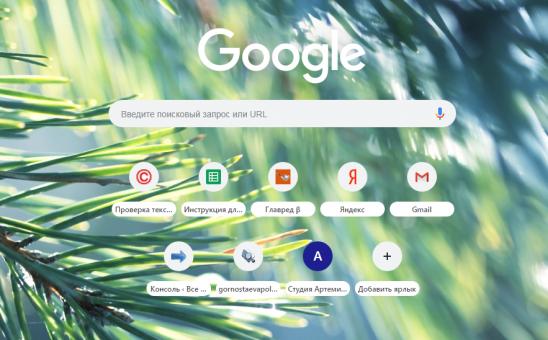 Google
Введите поисковый запрос или URL
Проверка текс...
Инструкция дл...
Главред β
Яндекс
Gmail
Консоль - Все ...
gornostaevapol...
Студия Артеми...
Добавить ярлык